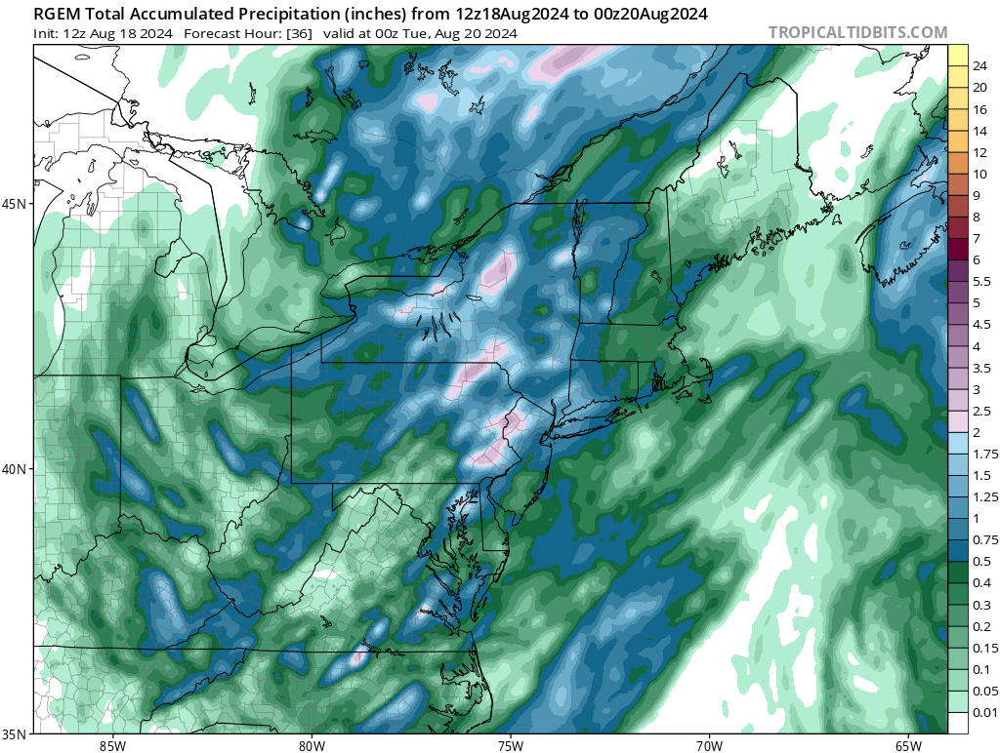 RGEM Total Accumulated Precipitation (inches) from 12z18Aug2024 to 00z20Aug2024
Init: 12z Aug 18 2024 Forecast Hour: [36] valid at 00z Tue, Aug 20 2024
TROPICALTIDBITS.COM
24
20
16
14
12
10
9
8
7
6
5.5
5
4.5
4
3.5
3
2.5
2
1.75
1.5
1.25
1
0.75
0.5
0.4
0.3
0.2
0.15
0.1
0.05
0.01
45N
40N
35N
85W
80W
75W
70W
65W